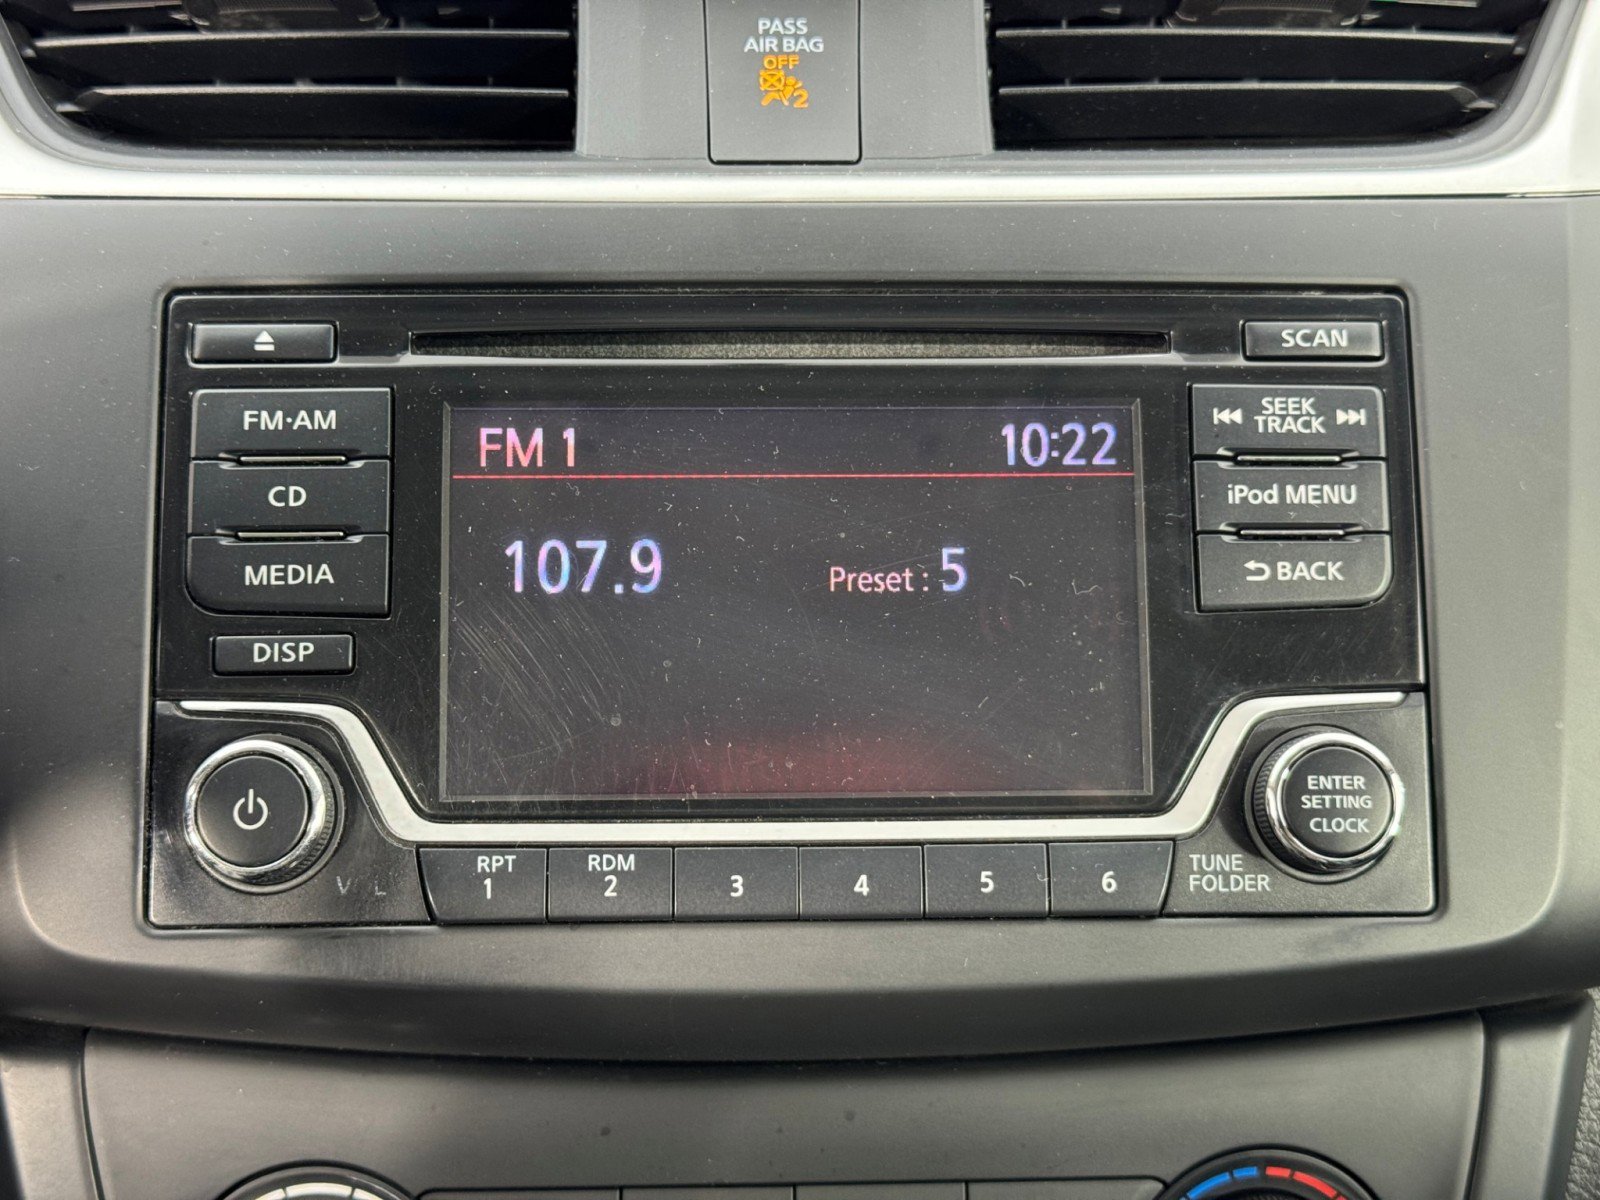 PASS
AIR BAG
OFF
2
SCAN
FM·AM
SEEK
TRACK
FM 1
10:22
CD
iPod MENU
107.9
Preset : 5
MEDIA
BACK
DISP
ENTER
SETTING
CLOCK
RPT
1
RDM
2
3
4
5
6
TUNE
FOLDER
V L